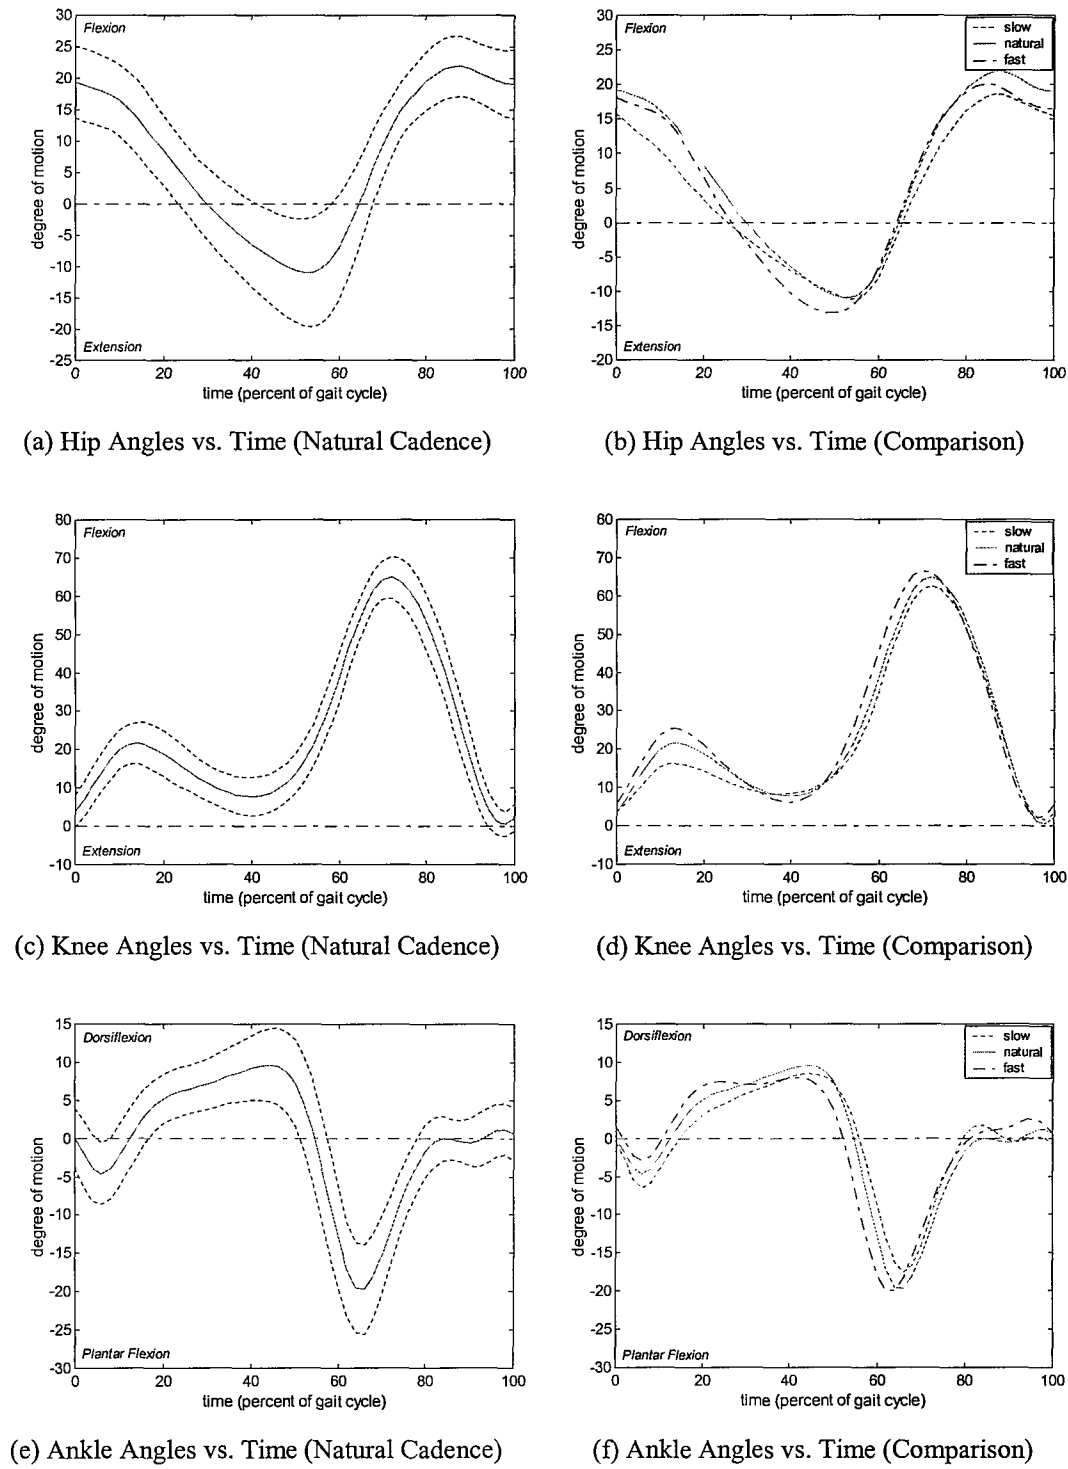 30
25
20
15
10
5
0
-5
-10
-15
-20
-25
Flexion
Extension
degree of motion
0 20 40 60 80 100
time (percent of gait cycle)
(a) Hip Angles vs. Time (Natural Cadence)
30
25
20
15
10
5
0
-5
-10
-15
-20
Flexion
Extension
slow
natural
fast
degree of motion
0 20 40 60 80 100
time (percent of gait cycle)
(b) Hip Angles vs. Time (Comparison)
80
70
60
50
40
30
20
10
0
-10
Flexion
Extension
degree of motion
0 20 40 60 80 100
time (percent of gait cycle)
(c) Knee Angles vs. Time (Natural Cadence)
80
70
60
50
40
30
20
10
0
-10
Flexion
Extension
slow
natural
fast
degree of motion
0 20 40 60 80 100
time (percent of gait cycle)
(d) Knee Angles vs. Time (Comparison)
15
10
5
0
-5
-10
-15
-20
-25
-30
Dorsiflexion
Plantar Flexion
degree of motion
0 20 40 60 80 100
time (percent of gait cycle)
(e) Ankle Angles vs. Time (Natural Cadence)
15
10
5
0
-5
-10
-15
-20
-25
-30
Dorsiflexion
Plantar Flexion
slow
natural
fast
degree of motion
0 20 40 60 80 100
time (percent of gait cycle)
(f) Ankle Angles vs. Time (Comparison)